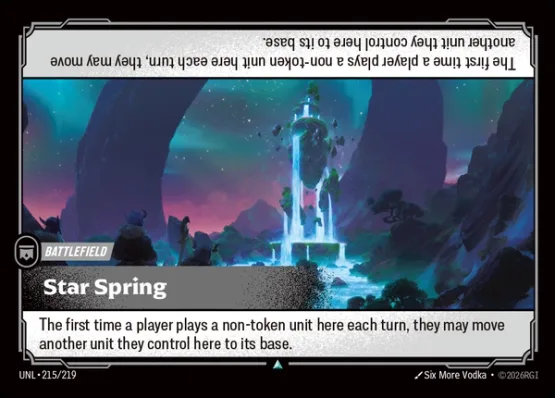 The first time a player plays a non-token unit here each turn, they may move
another unit they control here to its base.
BATTLEFIELD
Star Spring
The first time a player plays a non-token unit here each turn, they may move
another unit they control here to its base.
UNL • 215/219
Six More Vodka • ©2026RGI